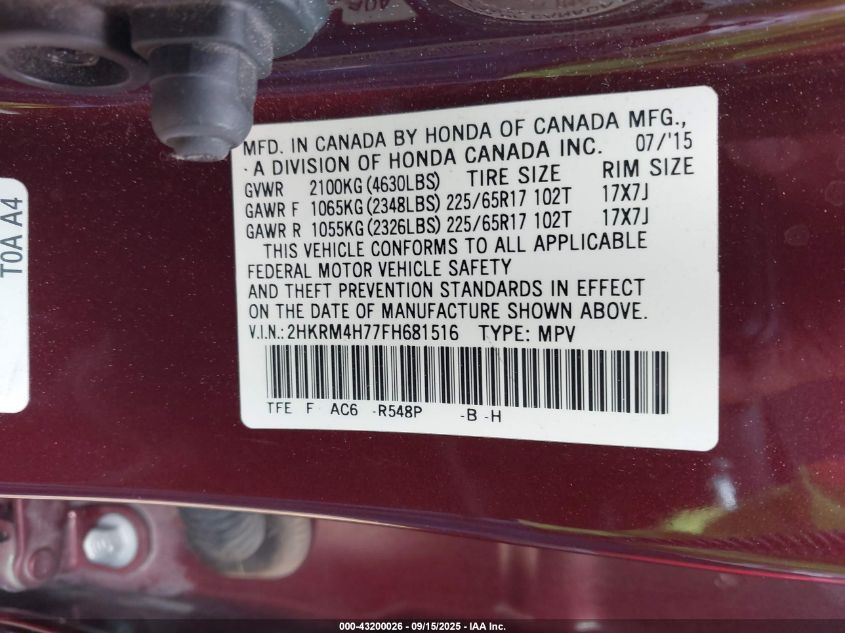 MFD. IN CANADA BY HONDA OF CANADA MFG.,
A DIVISION OF HONDA CANADA INC. 07/'15
GVWR 2100KG (4630LBS) TIRE SIZE RIM SIZE
GAWR F 1065KG (2348LBS) 225/65R17 102T 17X7J
GAWR R 1055KG (2326LBS) 225/65R17 102T 17X7J
THIS VEHICLE CONFORMS TO ALL APPLICABLE
FEDERAL MOTOR VEHICLE SAFETY
AND THEFT PREVENTION STANDARDS IN EFFECT
ON THE DATE OF MANUFACTURE SHOWN ABOVE.
V.I.N.: 2HKRM4H77FH681516 TYPE: MPV
TFE F AC6 -R548P -B -H
T0A A4
000-43200026 - 09/15/2025 - IAA Inc.